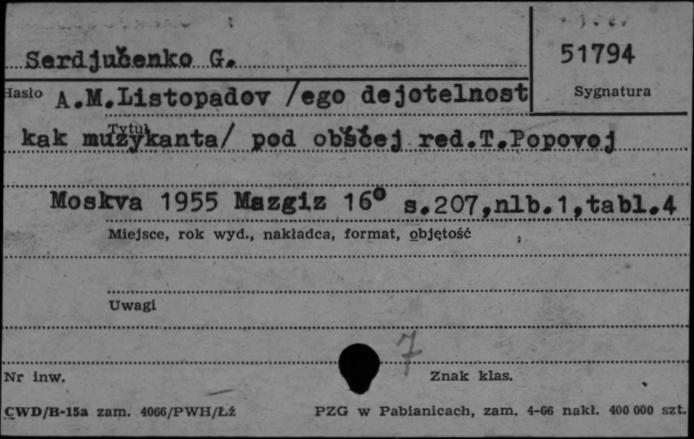 Serdjučenko G.
51794
Hasło
Sygnatura
A.M.Listopadov /ego dejotelnost
Tytuł
kak muzykanta/ pod obščej red.T.Popovoj
Moskva 1955 Mazgiz 16° s.207,nlb.1,tabl.4
Miejsce, rok wyd., nakładca, format, objętość
Uwagi
7
Nr inw.
Znak klas.
CWD/B-15a zam. 4066/PWH/Łź
PZG w Pabianicach, zam. 4-66 nakł. 400 000 szt.